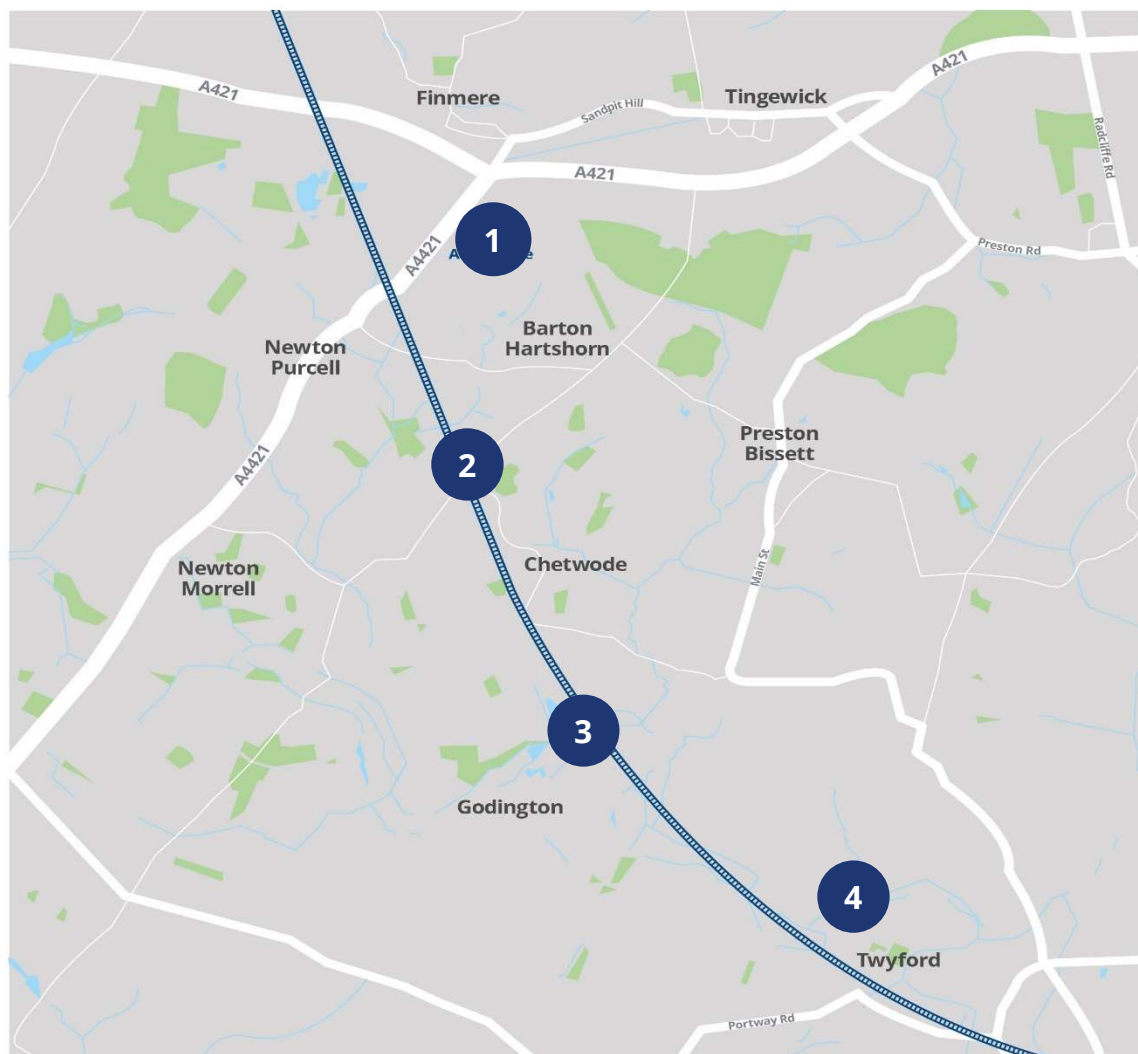 A421
A421
Finmere
Sandpit Hill
Tingewick
Radcliffe Rd
A421
1
A4421
Preston Rd
Barton
Hartshorn
Newton
Purcell
Preston
Bissett
A4421
2
Chetwode
Main St
Newton
Morrell
3
Godington
4
Twyford
Portway Rd